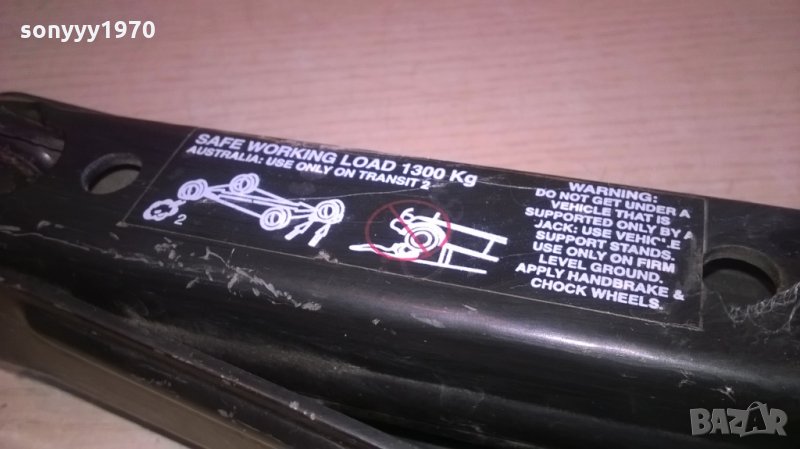 sonyyy1970
SAFE WORKING LOAD 1300 Kg
AUSTRALIA: USE ONLY ON TRANSIT 2
2
WARNING:
DO NOT GET UNDER A
VEHICLE THAT IS
SUPPORTED ONLY BY A
JACK: USE VEHICLE
SUPPORT STANDS.
USE ONLY ON FIRM
LEVEL GROUND.
APPLY HANDBRAKE &
CHOCK WHEELS.
BAZAR